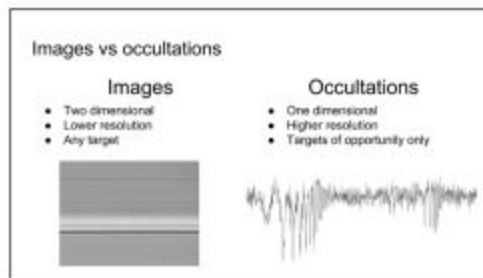 Images vs occultations
Images
● Two dimensional
● Lower resolution
● Any target
Occultations
● One dimensional
● Higher resolution
● Targets of opportunity only